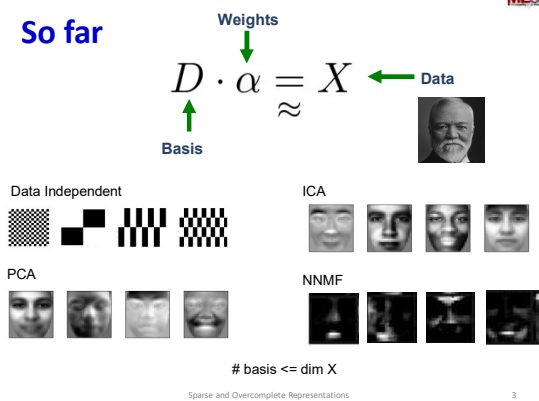 So far
Weights
D · α = X
≈
Data
Basis
Data Independent
ICA
PCA
NNMF
# basis <= dim X
Sparse and Overcomplete Representations
3